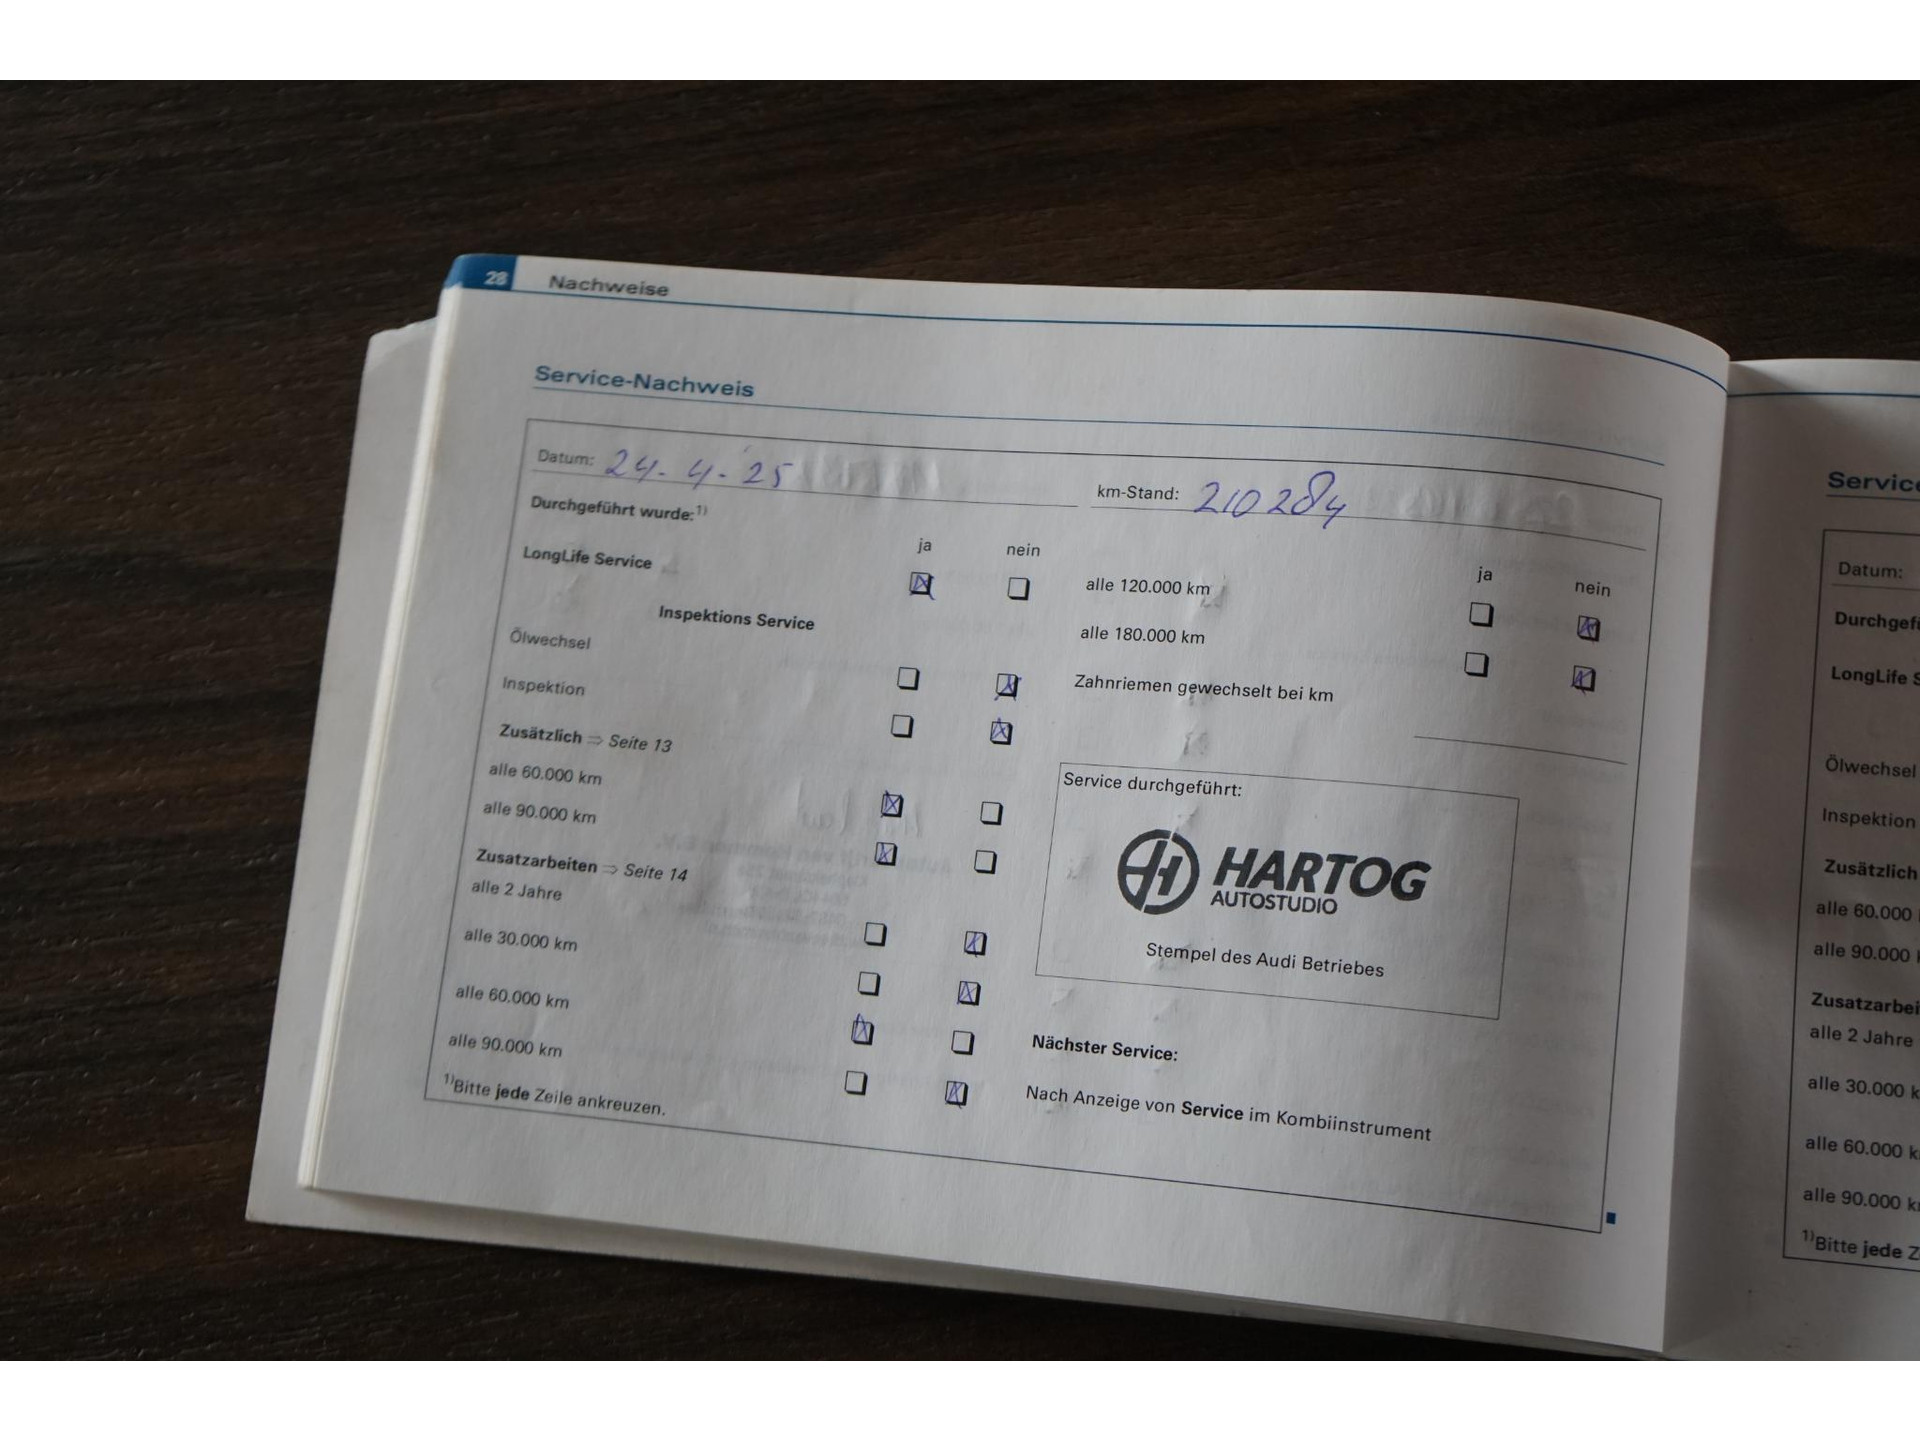 28 Nachweise
Service-Nachweis
Datum: 24-4-'25
km-Stand: 210284
Durchgeführt wurde:1)
ja nein
LongLife Service
Inspektions Service
Ölwechsel
Inspektion
Zusätzlich ⇒ Seite 13
alle 60.000 km
alle 90.000 km
Zusatzarbeiten ⇒ Seite 14
alle 2 Jahre
alle 30.000 km
alle 60.000 km
alle 90.000 km
1)Bitte jede Zeile ankreuzen.
ja nein
alle 120.000 km
alle 180.000 km
Zahnriemen gewechselt bei km
Service durchgeführt:
HARTOG
AUTOSTUDIO
Stempel des Audi Betriebes
Nächster Service:
Nach Anzeige von Service im Kombiinstrument
Datum:
LongLife
Ölwechsel
Inspektion
Zusätzlich
alle 60.000
alle 90.000
alle 2 Jahre
alle 30.000
alle 60.000
alle 90.000
1)Bitte jede